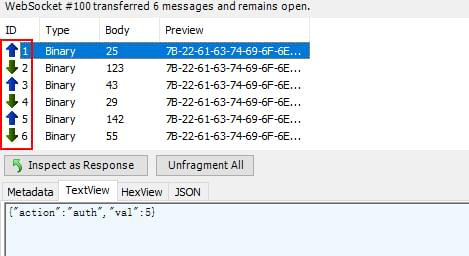 WebSocket #100 transferred 6 messages and remains open.
ID Type Body Preview
1 Binary 25 7B-22-61-63-74-69-6F-6E...
2 Binary 123 7B-22-61-63-74-69-6F-6E...
3 Binary 43 7B-22-61-63-74-69-6F-6E...
4 Binary 29 7B-22-61-63-74-69-6F-6E...
5 Binary 142 7B-22-61-63-74-69-6F-6E...
6 Binary 55 7B-22-61-63-74-69-6F-6E...
Inspect as Response Unfragment All
Metadata TextView HexView JSON
{"action":"auth","val":5}